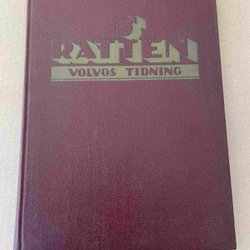 RATTEN
VOLVOS TIDNING